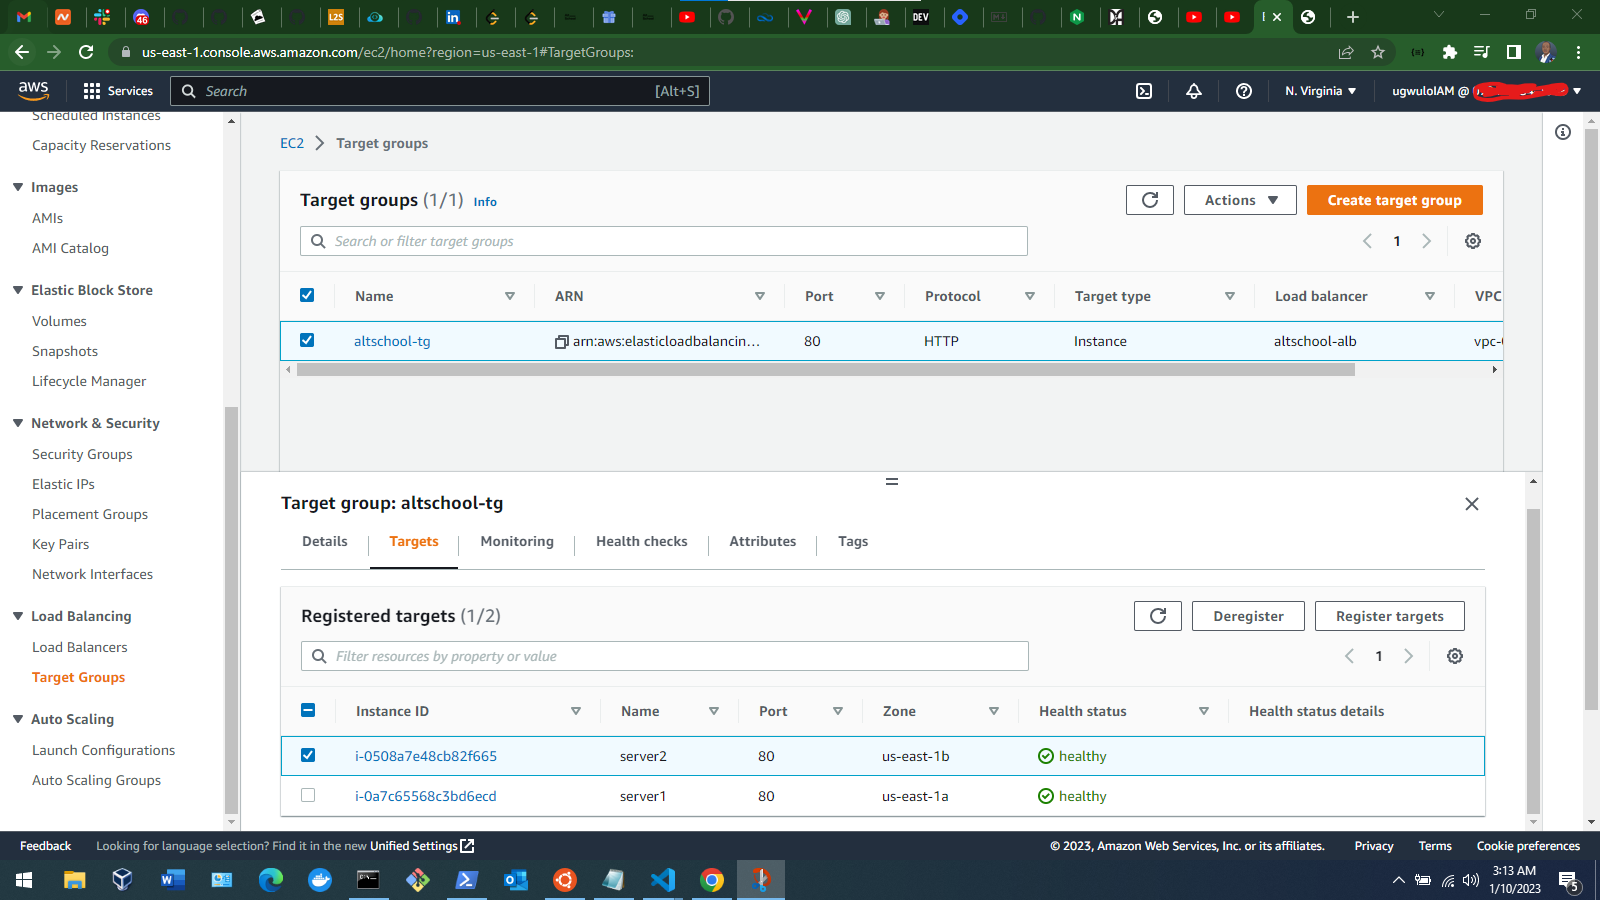 46
L2S
in
DEV
us-east-1.console.aws.amazon.com/ec2/home?region=us-east-1#TargetGroups:
aws
Services
Search
[Alt+S]
N. Virginia
ugwuloIAM @
Scheduled Instances
Capacity Reservations
Images
AMIs
AMI Catalog
Elastic Block Store
Volumes
Snapshots
Lifecycle Manager
Network & Security
Security Groups
Elastic IPs
Placement Groups
Key Pairs
Network Interfaces
Load Balancing
Load Balancers
Target Groups
Auto Scaling
Launch Configurations
Auto Scaling Groups
EC2
Target groups
Target groups (1/1) Info
Actions
Create target group
Search or filter target groups
1
Name ARN Port Protocol Target type Load balancer VPC
altschool-tg arn:aws:elasticloadbalancin... 80 HTTP Instance altschool-alb vpc-
Target group: altschool-tg
Details Targets Monitoring Health checks Attributes Tags
Registered targets (1/2)
Deregister
Register targets
Filter resources by property or value
1
Instance ID Name Port Zone Health status Health status details
i-0508a7e48cb82f665 server2 80 us-east-1b healthy
i-0a7c65568c3bd6ecd server1 80 us-east-1a healthy
Feedback Looking for language selection? Find it in the new Unified Settings
© 2023, Amazon Web Services, Inc. or its affiliates. Privacy Terms Cookie preferences
3:13 AM
1/10/2023
5